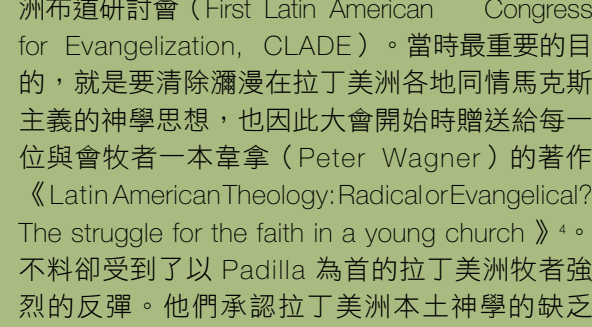 洲布道研討會（First Latin American Congress
for Evangelization, CLADE）。當時最重要的目
的，就是要清除瀰漫在拉丁美洲各地同情馬克斯
主義的神學思想，也因此大會開始時贈送給每一
位與會牧者一本韋拿（Peter Wagner）的著作
《Latin American Theology: Radical or Evangelical?
The struggle for the faith in a young church 》4。
不料卻受到了以 Padilla 為首的拉丁美洲牧者強
烈的反彈。他們承認拉丁美洲本土神學的缺乏